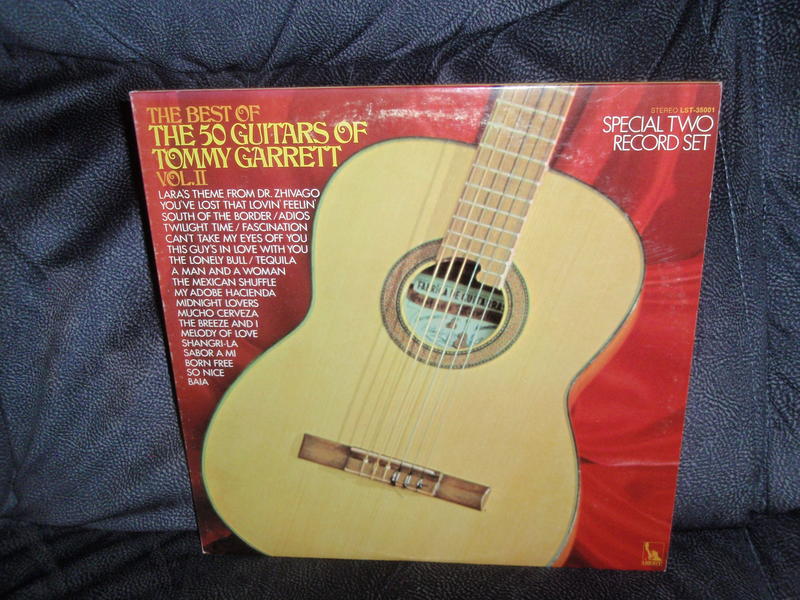 THE BEST OF
THE 50 GUITARS OF
TOMMY GARRETT
VOL.II
LARA'S THEME FROM DR. ZHIVAGO
YOU'VE LOST THAT LOVIN' FEELIN'
SOUTH OF THE BORDER/ADIOS
TWILIGHT TIME/FASCINATION
CAN'T TAKE MY EYES OFF YOU
THIS GUY'S IN LOVE WITH YOU
THE LONELY BULL/TEQUILA
A MAN AND A WOMAN
THE MEXICAN SHUFFLE
MY ADOBE HACIENDA
MIDNIGHT LOVERS
MUCHO CERVEZA
THE BREEZE AND I
MELODY OF LOVE
SHANGRI-LA
SABOR A MI
BORN FREE
SO NICE
BAIA
STEREO LST-35001
SPECIAL TWO
RECORD SET
LIBERTY